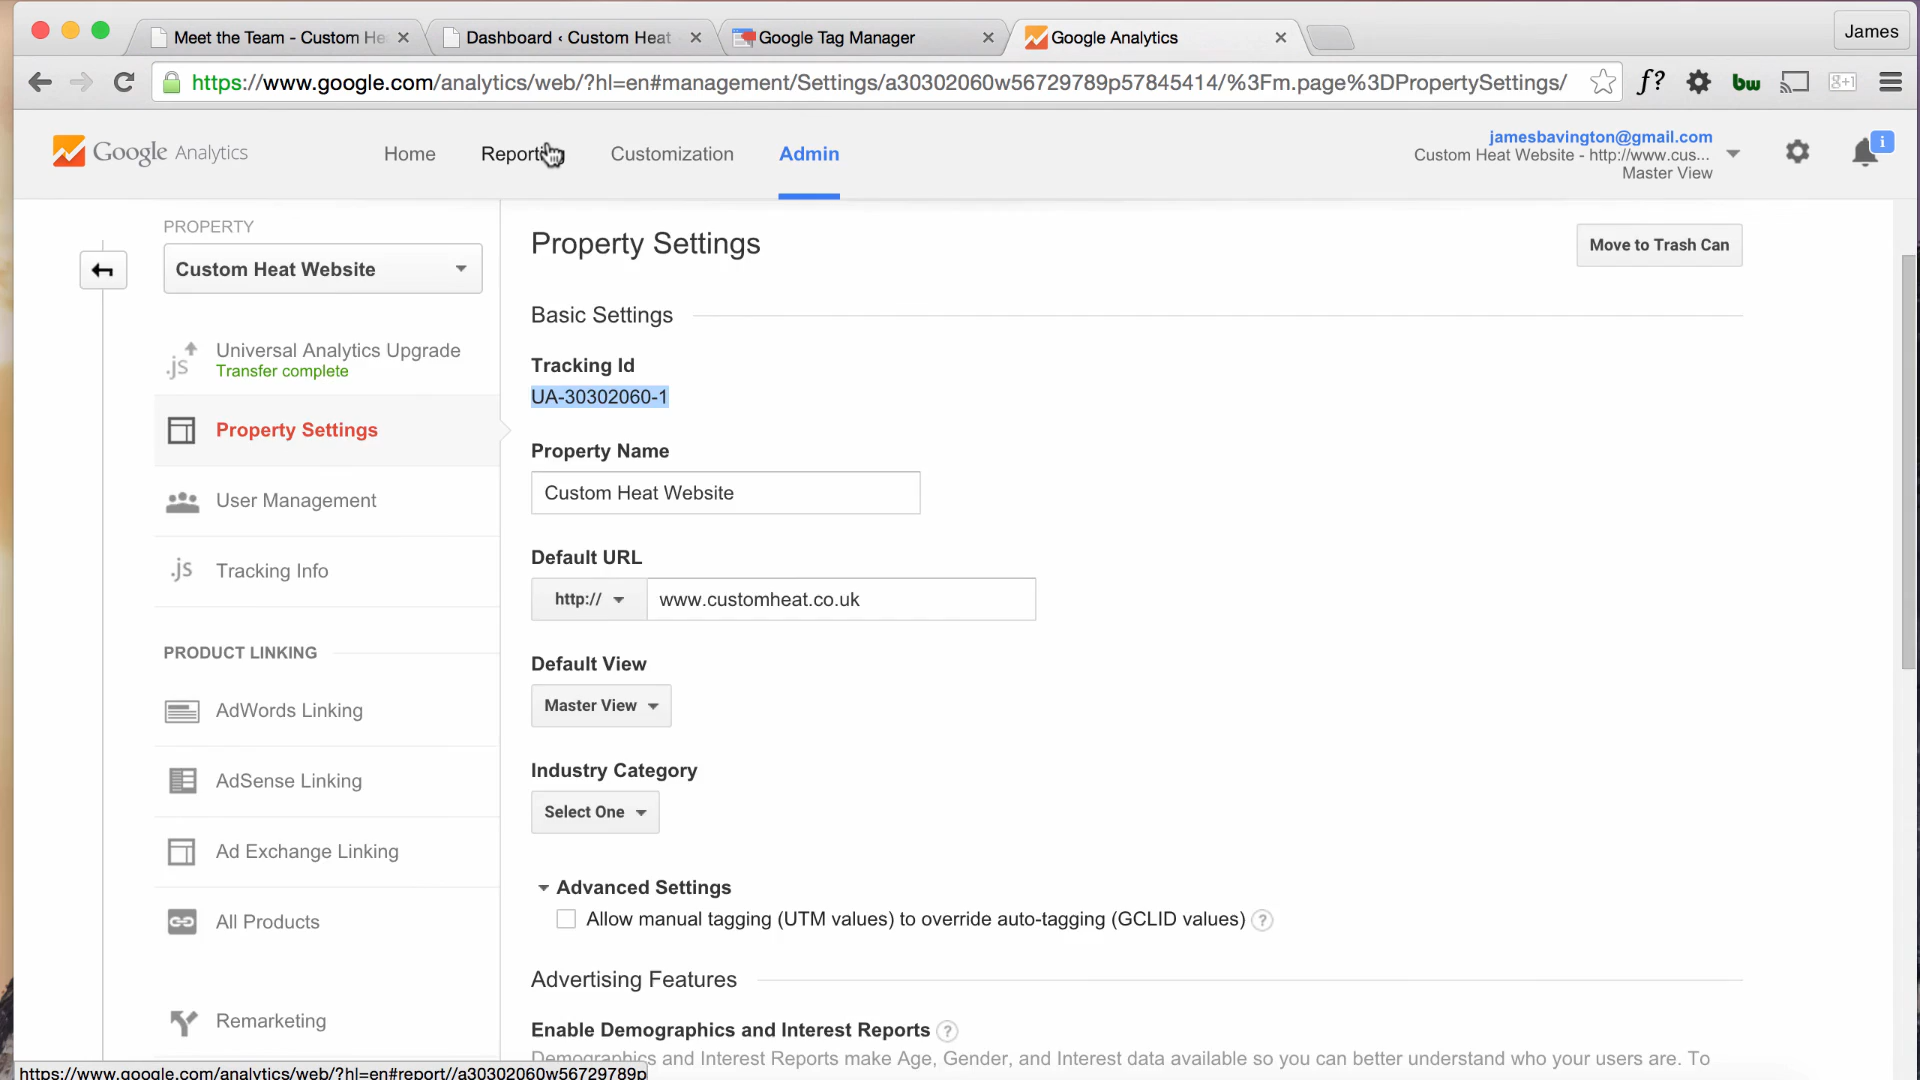 Meet the Team - Custom He
Dashboard ‹ Custom Heat
Google Tag Manager
Google Analytics
James
https://www.google.com/analytics/web/?hl=en#management/Settings/a30302060w56729789p57845414/%3Fm.page%3DPropertySettings/
f?
bw
g+1
Google Analytics
Home
Reporting
Customization
Admin
jamesbavington@gmail.com
Custom Heat Website - http://www.cus...
Master View
i
PROPERTY
Custom Heat Website
.js
Universal Analytics Upgrade
Transfer complete
Property Settings
User Management
.js
Tracking Info
PRODUCT LINKING
AdWords Linking
AdSense Linking
Ad Exchange Linking
All Products
Remarketing
Property Settings
Move to Trash Can
Basic Settings
Tracking Id
UA-30302060-1
Property Name
Custom Heat Website
Default URL
http://
www.customheat.co.uk
Default View
Master View
Industry Category
Select One
Advanced Settings
Allow manual tagging (UTM values) to override auto-tagging (GCLID values) ?
Advertising Features
Enable Demographics and Interest Reports ?
Demographics and Interest Reports make Age, Gender, and Interest data available so you can better understand who your users are. To
https://www.google.com/analytics/web/?hl=en#report//a30302060w56729789p